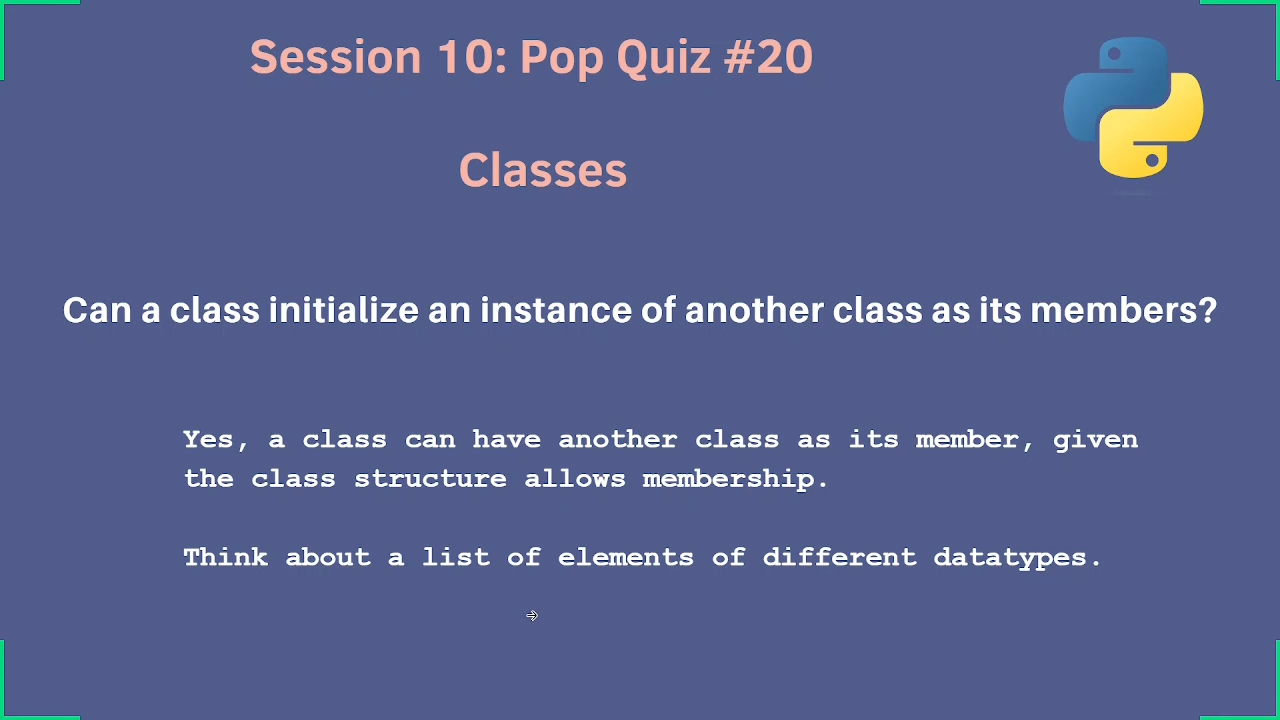 Session 10: Pop Quiz #20
Classes
Can a class initialize an instance of another class as its members?
Yes, a class can have another class as its member, given
the class structure allows membership.
Think about a list of elements of different datatypes.